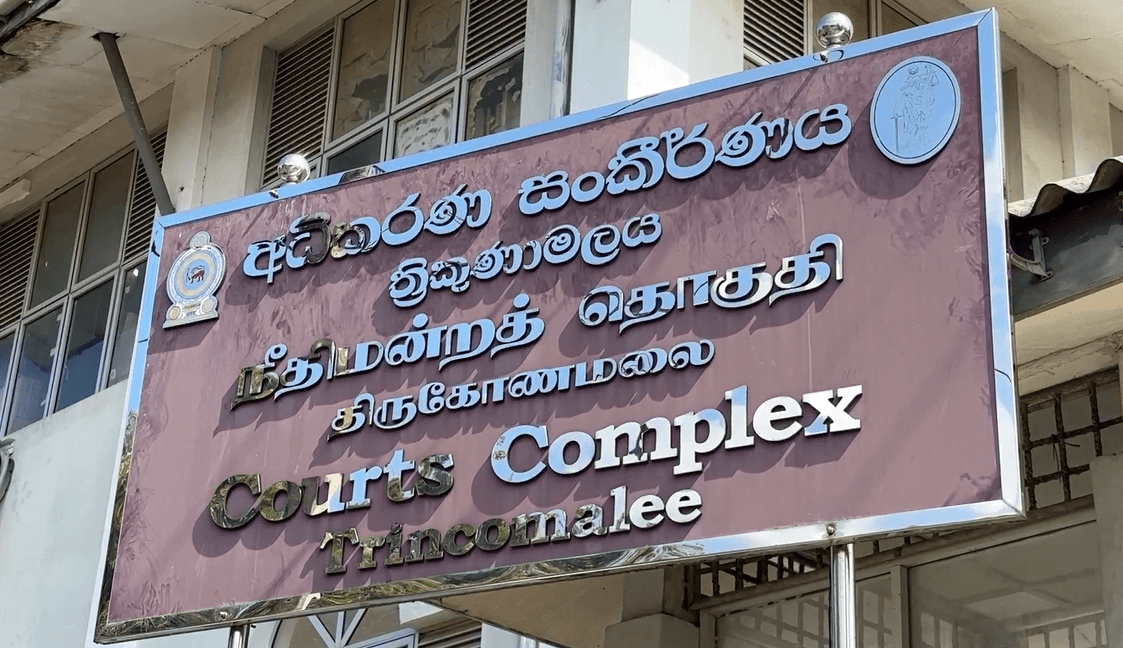 අධිකරණ සංකීර්ණය
ත්‍රිකුණාමලය
நீதிமன்றத் தொகுதி
திருகோணமலை
Courts Complex
Trincomalee